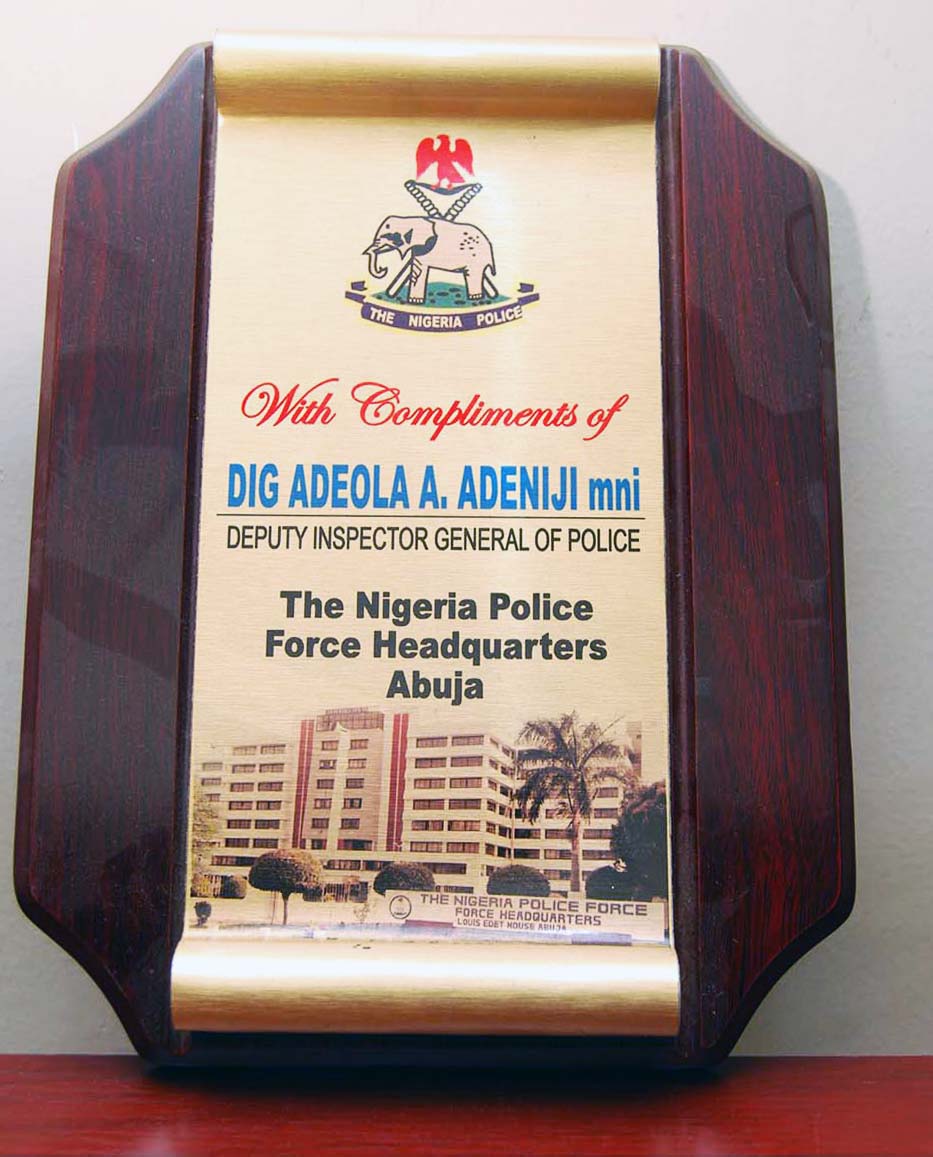 THE NIGERIA POLICE
With Compliments of
DIG ADEOLA A. ADENIJI mni
DEPUTY INSPECTOR GENERAL OF POLICE
The Nigeria Police
Force Headquarters
Abuja
THE NIGERIA POLICE FORCE
FORCE HEADQUARTERS
LOUIS EDET HOUSE ABUJA